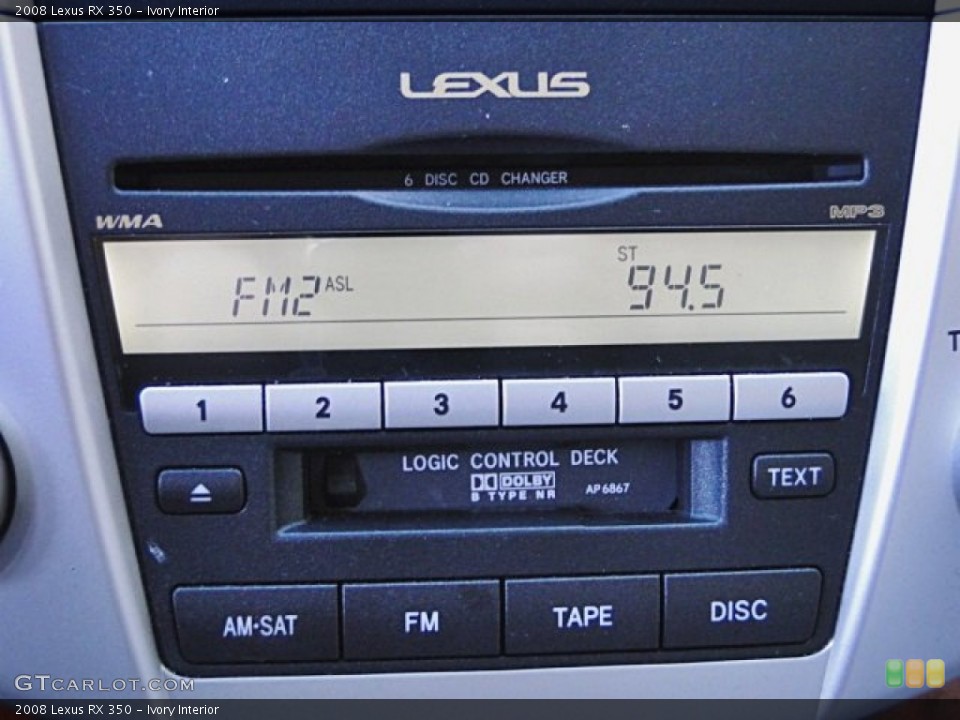 2008 Lexus RX 350 – Ivory Interior
LEXUS
6 DISC CD CHANGER
WMA
MP3
FM2 ASL
ST
94.5
1 2 3 4 5 6
LOGIC CONTROL DECK
DOLBY
B TYPE NR
AP6867
TEXT
T
AM•SAT FM TAPE DISC
GTCARLOT.COM
2008 Lexus RX 350 – Ivory Interior